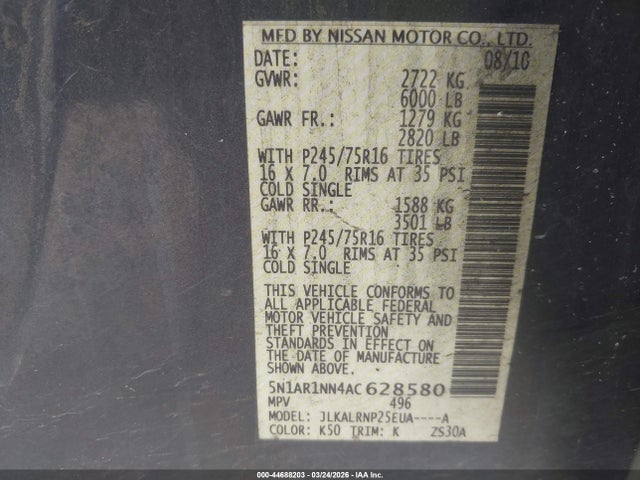 MFD BY NISSAN MOTOR CO., LTD.
DATE: 08/10
GVWR: 2722 KG
6000 LB
GAWR FR.: 1279 KG
2820 LB
WITH P245/75R16 TIRES
16 X 7.0 RIMS AT 35 PSI
COLD SINGLE
GAWR RR.: 1588 KG
3501 LB
WITH P245/75R16 TIRES
16 X 7.0 RIMS AT 35 PSI
COLD SINGLE
THIS VEHICLE CONFORMS TO
ALL APPLICABLE FEDERAL
MOTOR VEHICLE SAFETY AND
THEFT PREVENTION
STANDARDS IN EFFECT ON
THE DATE OF MANUFACTURE
SHOWN ABOVE.
5N1AR1NN4AC628580
MPV 496
MODEL: JLKALRNP25EUA----A
COLOR: K50 TRIM: K ZS30A
000-44688203 - 03/24/2026 - IAAI Copyright